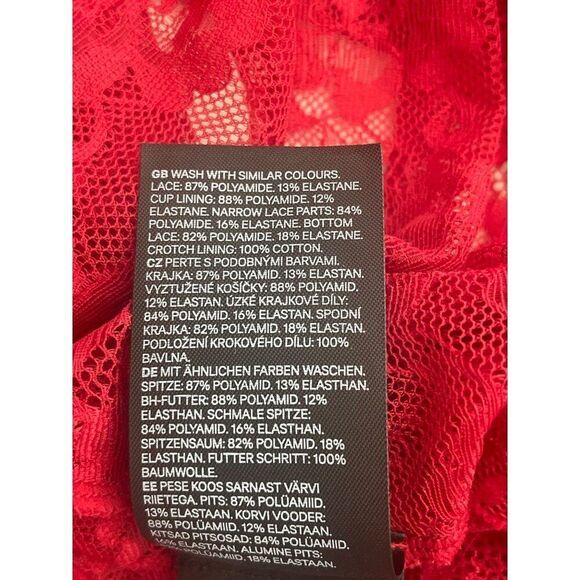 GB WASH WITH SIMILAR COLOURS.
LACE: 87% POLYAMIDE. 13% ELASTANE.
CUP LINING: 88% POLYAMIDE. 12%
ELASTANE. NARROW LACE PARTS: 84%
POLYAMIDE. 16% ELASTANE. BOTTOM
LACE: 82% POLYAMIDE. 18% ELASTANE.
CROTCH LINING: 100% COTTON.
CZ PERTE S PODOBNÝMI BARVAMI.
KRAJKA: 87% POLYAMID. 13% ELASTAN.
VYZTUŽENÉ KOŠÍČKY: 88% POLYAMID.
12% ELASTAN. ÚZKÉ KRAJKOVÉ DÍLY:
84% POLYAMID. 16% ELASTAN. SPODNÍ
KRAJKA: 82% POLYAMID. 18% ELASTAN.
PODLOŽENÍ KROKOVÉHO DÍLU: 100%
BAVLNA.
DE MIT ÄHNLICHEN FARBEN WASCHEN.
SPITZE: 87% POLYAMID. 13% ELASTHAN.
BH-FUTTER: 88% POLYAMID. 12%
ELASTHAN. SCHMALE SPITZE:
84% POLYAMID. 16% ELASTHAN.
SPITZENSAUM: 82% POLYAMID. 18%
ELASTHAN. FUTTER SCHRITT: 100%
BAUMWOLLE.
EE PESE KOOS SARNAST VÄRVI
RIIETEGA. PITS: 87% POLÜAMIID.
13% ELASTAAN. KORVI VOODER:
88% POLÜAMIID. 12% ELASTAAN.
KITSAD PITSOSAD: 84% POLÜAMIID.
16% ELASTAAN. ALUMINE PITS:
18% ELASTAAN.